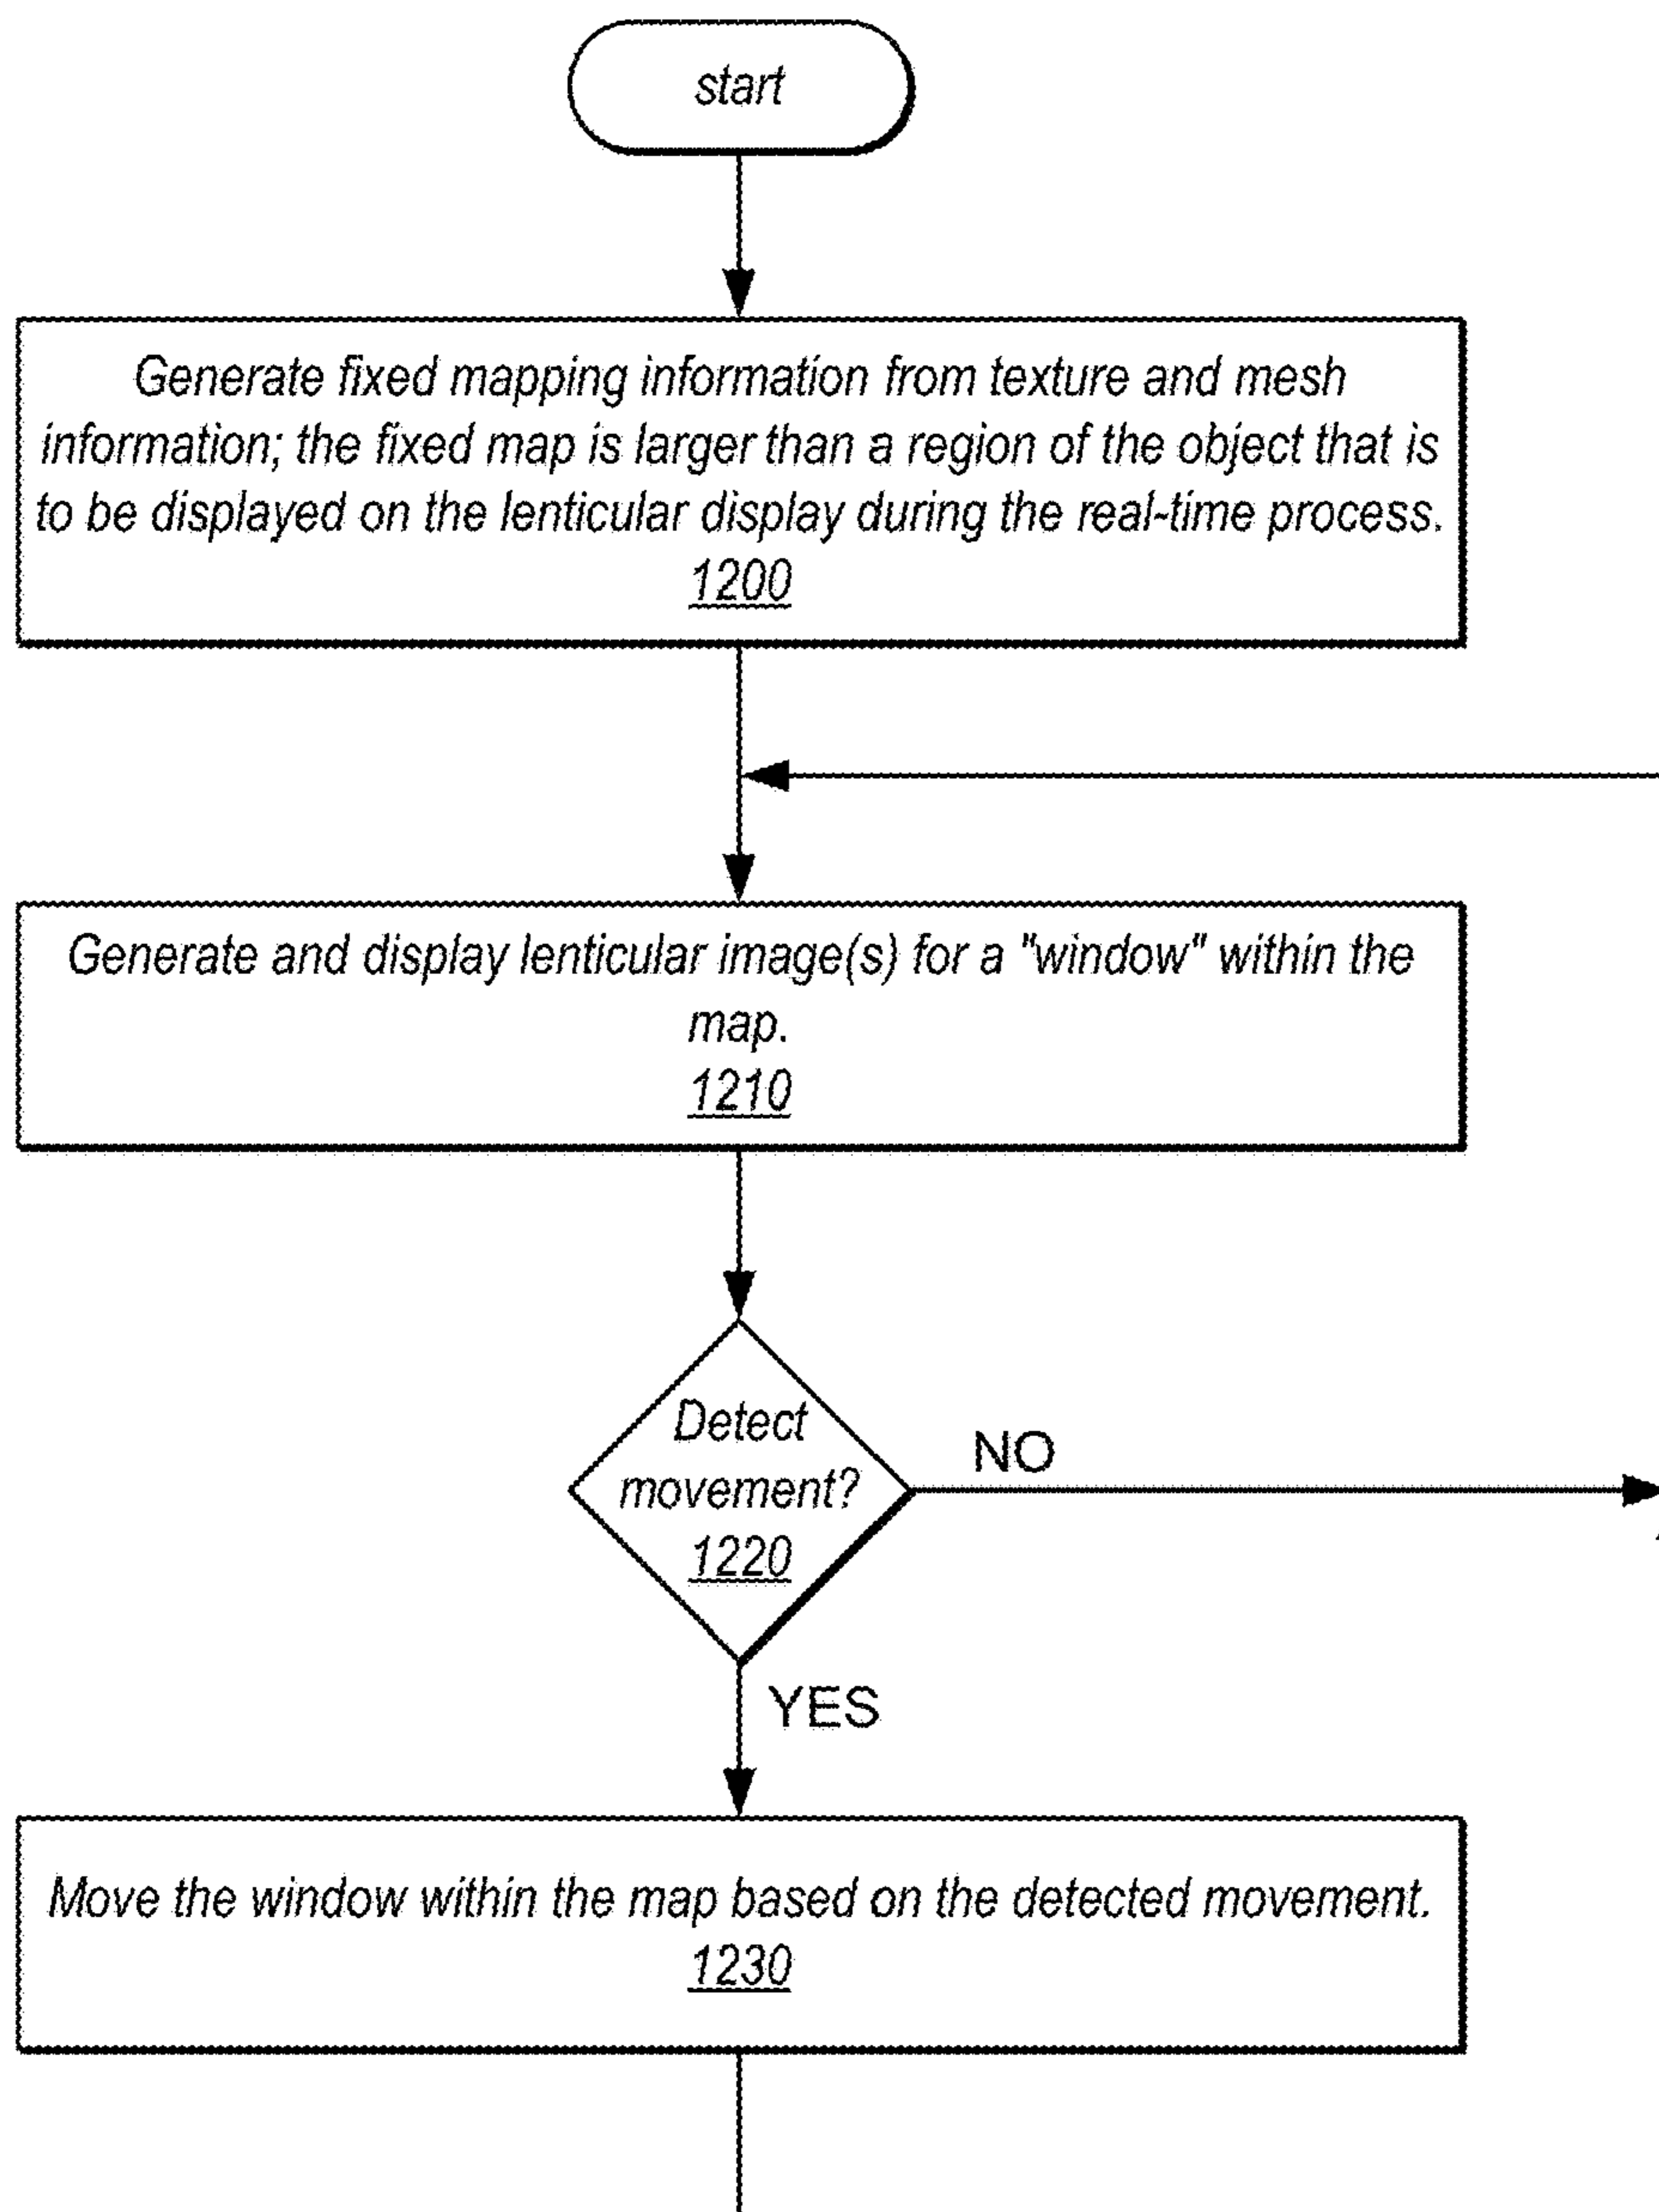 start
Generate fixed mapping information from texture and mesh
information; the fixed map is larger than a region of the object that is
to be displayed on the lenticular display during the real-time process.
1200
Generate and display lenticular image(s) for a "window" within the
map.
1210
Detect
movement?
1220
NO
YES
Move the window within the map based on the detected movement.
1230